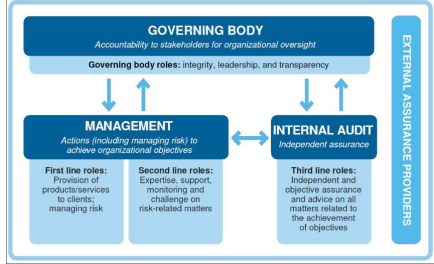 GOVERNING BODY
Accountability to stakeholders for organizational oversight
Governing body roles: integrity, leadership, and transparency
MANAGEMENT
Actions (including managing risk) to
achieve organizational objectives
First line roles:
Provision of
products/services
to clients;
managing risk
Second line roles:
Expertise, support,
monitoring and
challenge on
risk-related matters
INTERNAL AUDIT
Independent assurance
Third line roles:
Independent and
objective assurance
and advice on all
matters related to
the achievement
of objectives
EXTERNAL ASSURANCE PROVIDERS